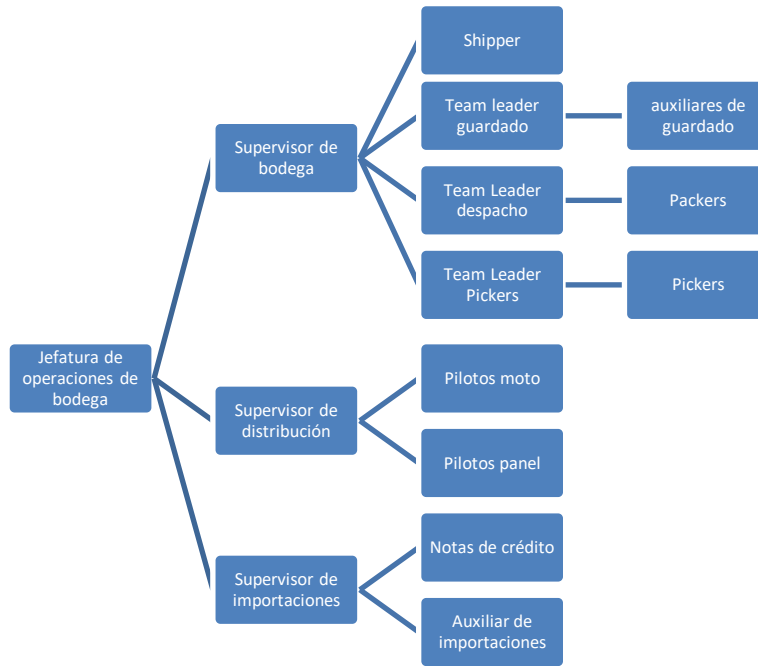 Shipper
Team leader
guardado
auxiliares de
guardado
Supervisor de
bodega
Team Leader
despacho
Packers
Team Leader
Pickers
Pickers
Jefatura de
operaciones de
bodega
Pilotos moto
Supervisor de
distribución
Pilotos panel
Notas de crédito
Supervisor de
importaciones
Auxiliar de
importaciones